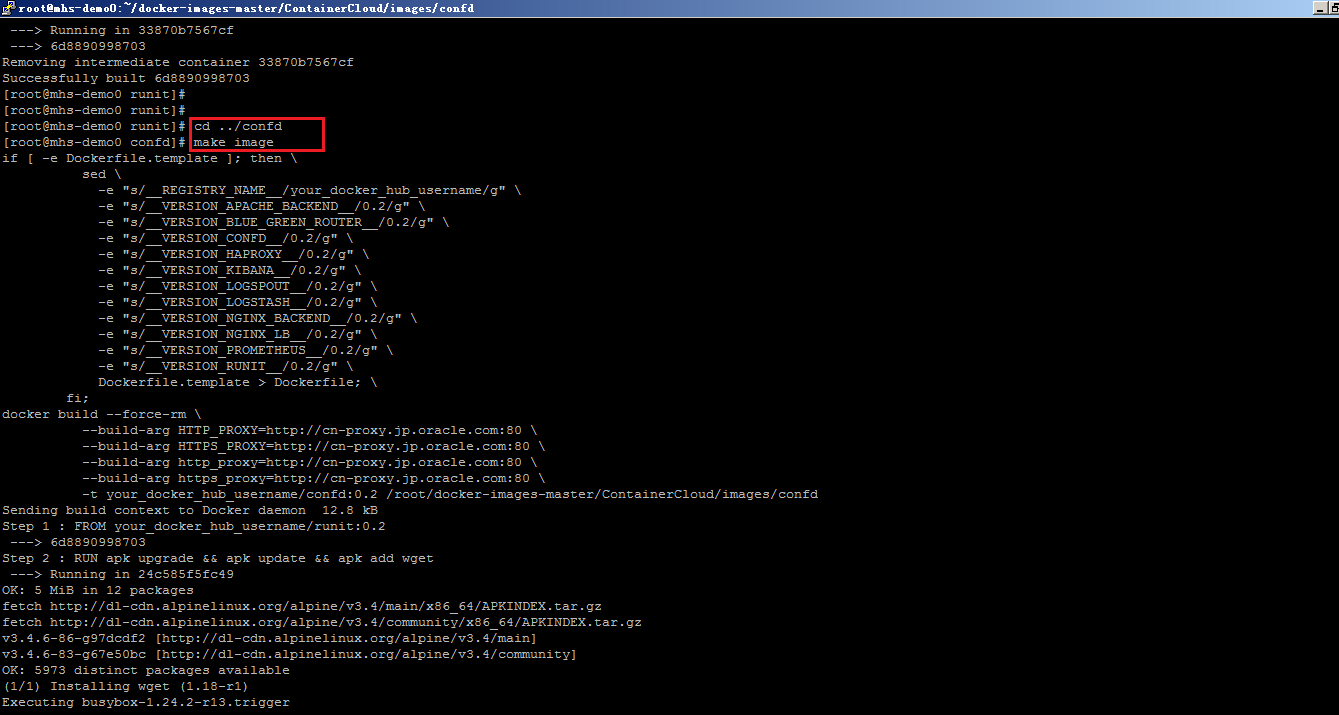 root@mhs-demo0:~/docker-images-master/ContainerCloud/images/confd
---> Running in 33870b7567cf
---> 6d8890998703
Removing intermediate container 33870b7567cf
Successfully built 6d8890998703
[root@mhs-demo0 runit]#
[root@mhs-demo0 runit]#
[root@mhs-demo0 runit]# cd ../confd
[root@mhs-demo0 confd]# make image
if [ -e Dockerfile.template ]; then \
sed \
-e "s/__REGISTRY_NAME__/your_docker_hub_username/g" \
-e "s/__VERSION_APACHE_BACKEND__/0.2/g" \
-e "s/__VERSION_BLUE_GREEN_ROUTER__/0.2/g" \
-e "s/__VERSION_CONFD__/0.2/g" \
-e "s/__VERSION_HAPROXY__/0.2/g" \
-e "s/__VERSION_KIBANA__/0.2/g" \
-e "s/__VERSION_LOGSPOUT__/0.2/g" \
-e "s/__VERSION_LOGSTASH__/0.2/g" \
-e "s/__VERSION_NGINX_BACKEND__/0.2/g" \
-e "s/__VERSION_NGINX_LB__/0.2/g" \
-e "s/__VERSION_PROMETHEUS__/0.2/g" \
-e "s/__VERSION_RUNIT__/0.2/g" \
Dockerfile.template > Dockerfile; \
fi;
docker build --force-rm \
--build-arg HTTP_PROXY=http://cn-proxy.jp.oracle.com:80 \
--build-arg HTTPS_PROXY=http://cn-proxy.jp.oracle.com:80 \
--build-arg http_proxy=http://cn-proxy.jp.oracle.com:80 \
--build-arg https_proxy=http://cn-proxy.jp.oracle.com:80 \
-t your_docker_hub_username/confd:0.2 /root/docker-images-master/ContainerCloud/images/confd
Sending build context to Docker daemon  12.8 kB
Step 1 : FROM your_docker_hub_username/runit:0.2
---> 6d8890998703
Step 2 : RUN apk upgrade && apk update && apk add wget
---> Running in 24c585f5fc49
OK: 5 MiB in 12 packages
fetch http://dl-cdn.alpinelinux.org/alpine/v3.4/main/x86_64/APKINDEX.tar.gz
fetch http://dl-cdn.alpinelinux.org/alpine/v3.4/community/x86_64/APKINDEX.tar.gz
v3.4.6-86-g97dcdf2 [http://dl-cdn.alpinelinux.org/alpine/v3.4/main]
v3.4.6-83-g67e50bc [http://dl-cdn.alpinelinux.org/alpine/v3.4/community]
OK: 5973 distinct packages available
(1/1) Installing wget (1.18-r1)
Executing busybox-1.24.2-r13.trigger